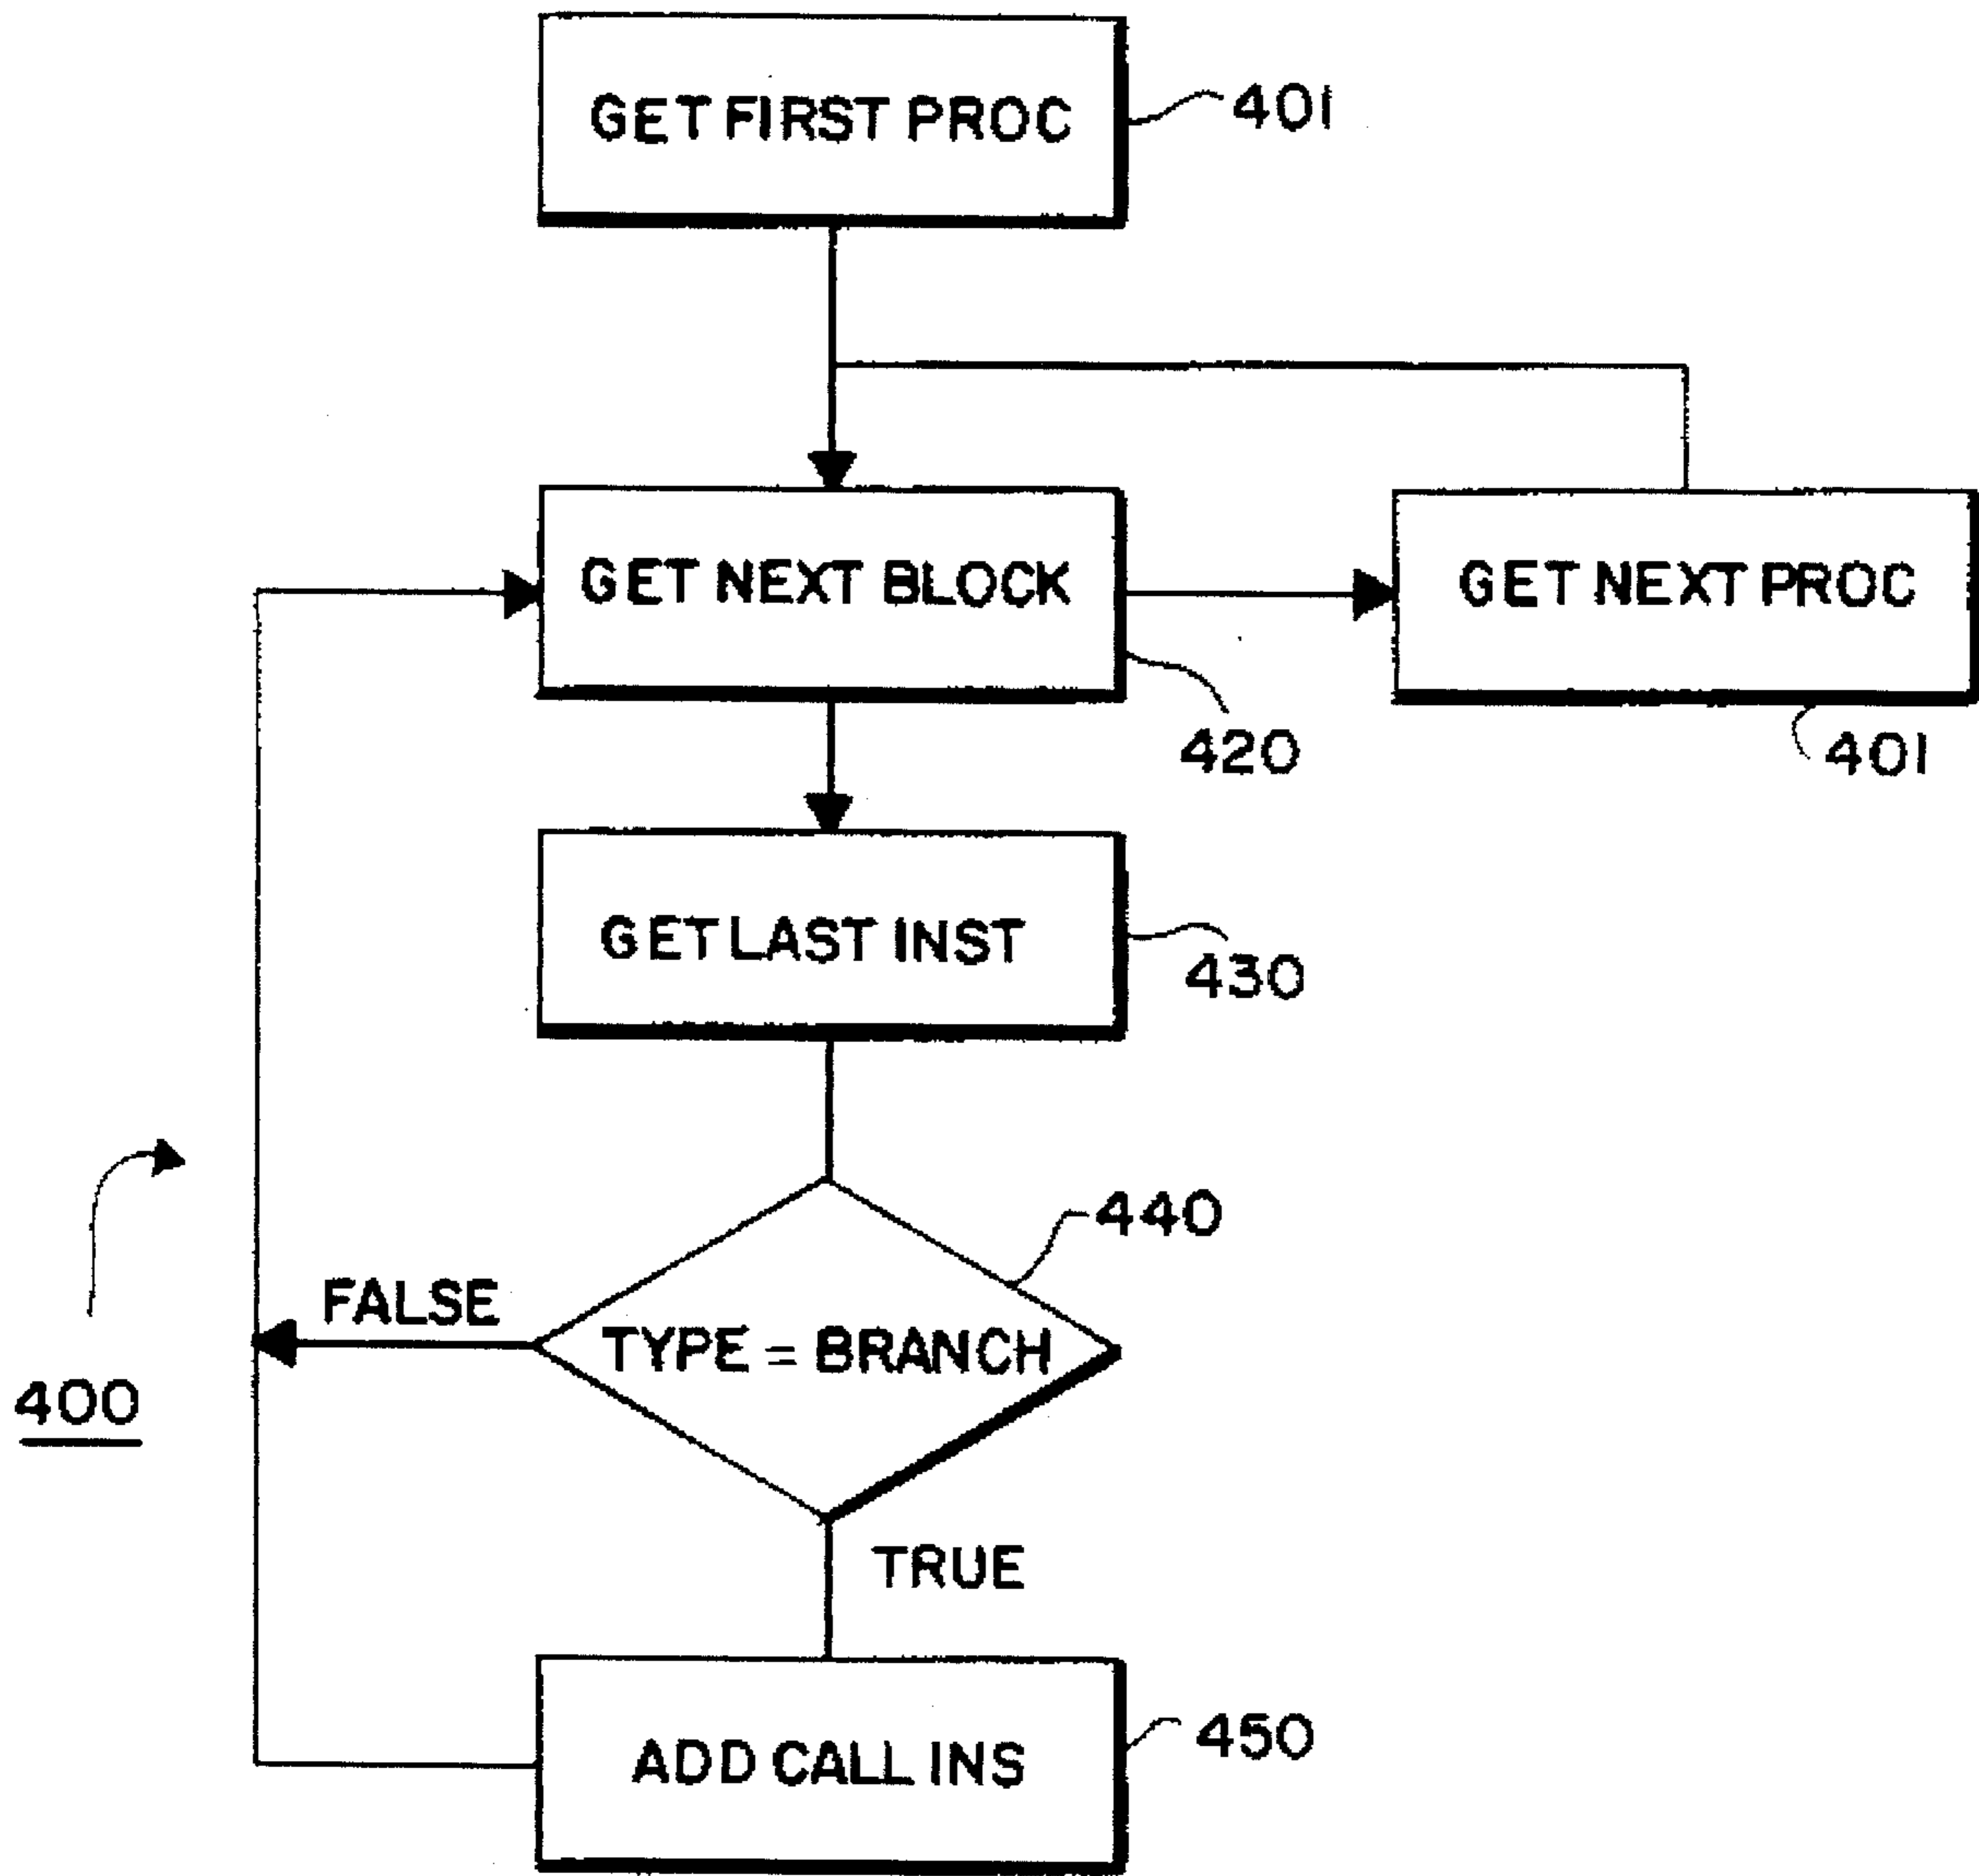 GET FIRST PROC
401
GET NEXT BLOCK
GET NEXT PROC
420
401
GET LAST INST
430
440
FALSE
TYPE = BRANCH
400
TRUE
ADD CALL INS
450